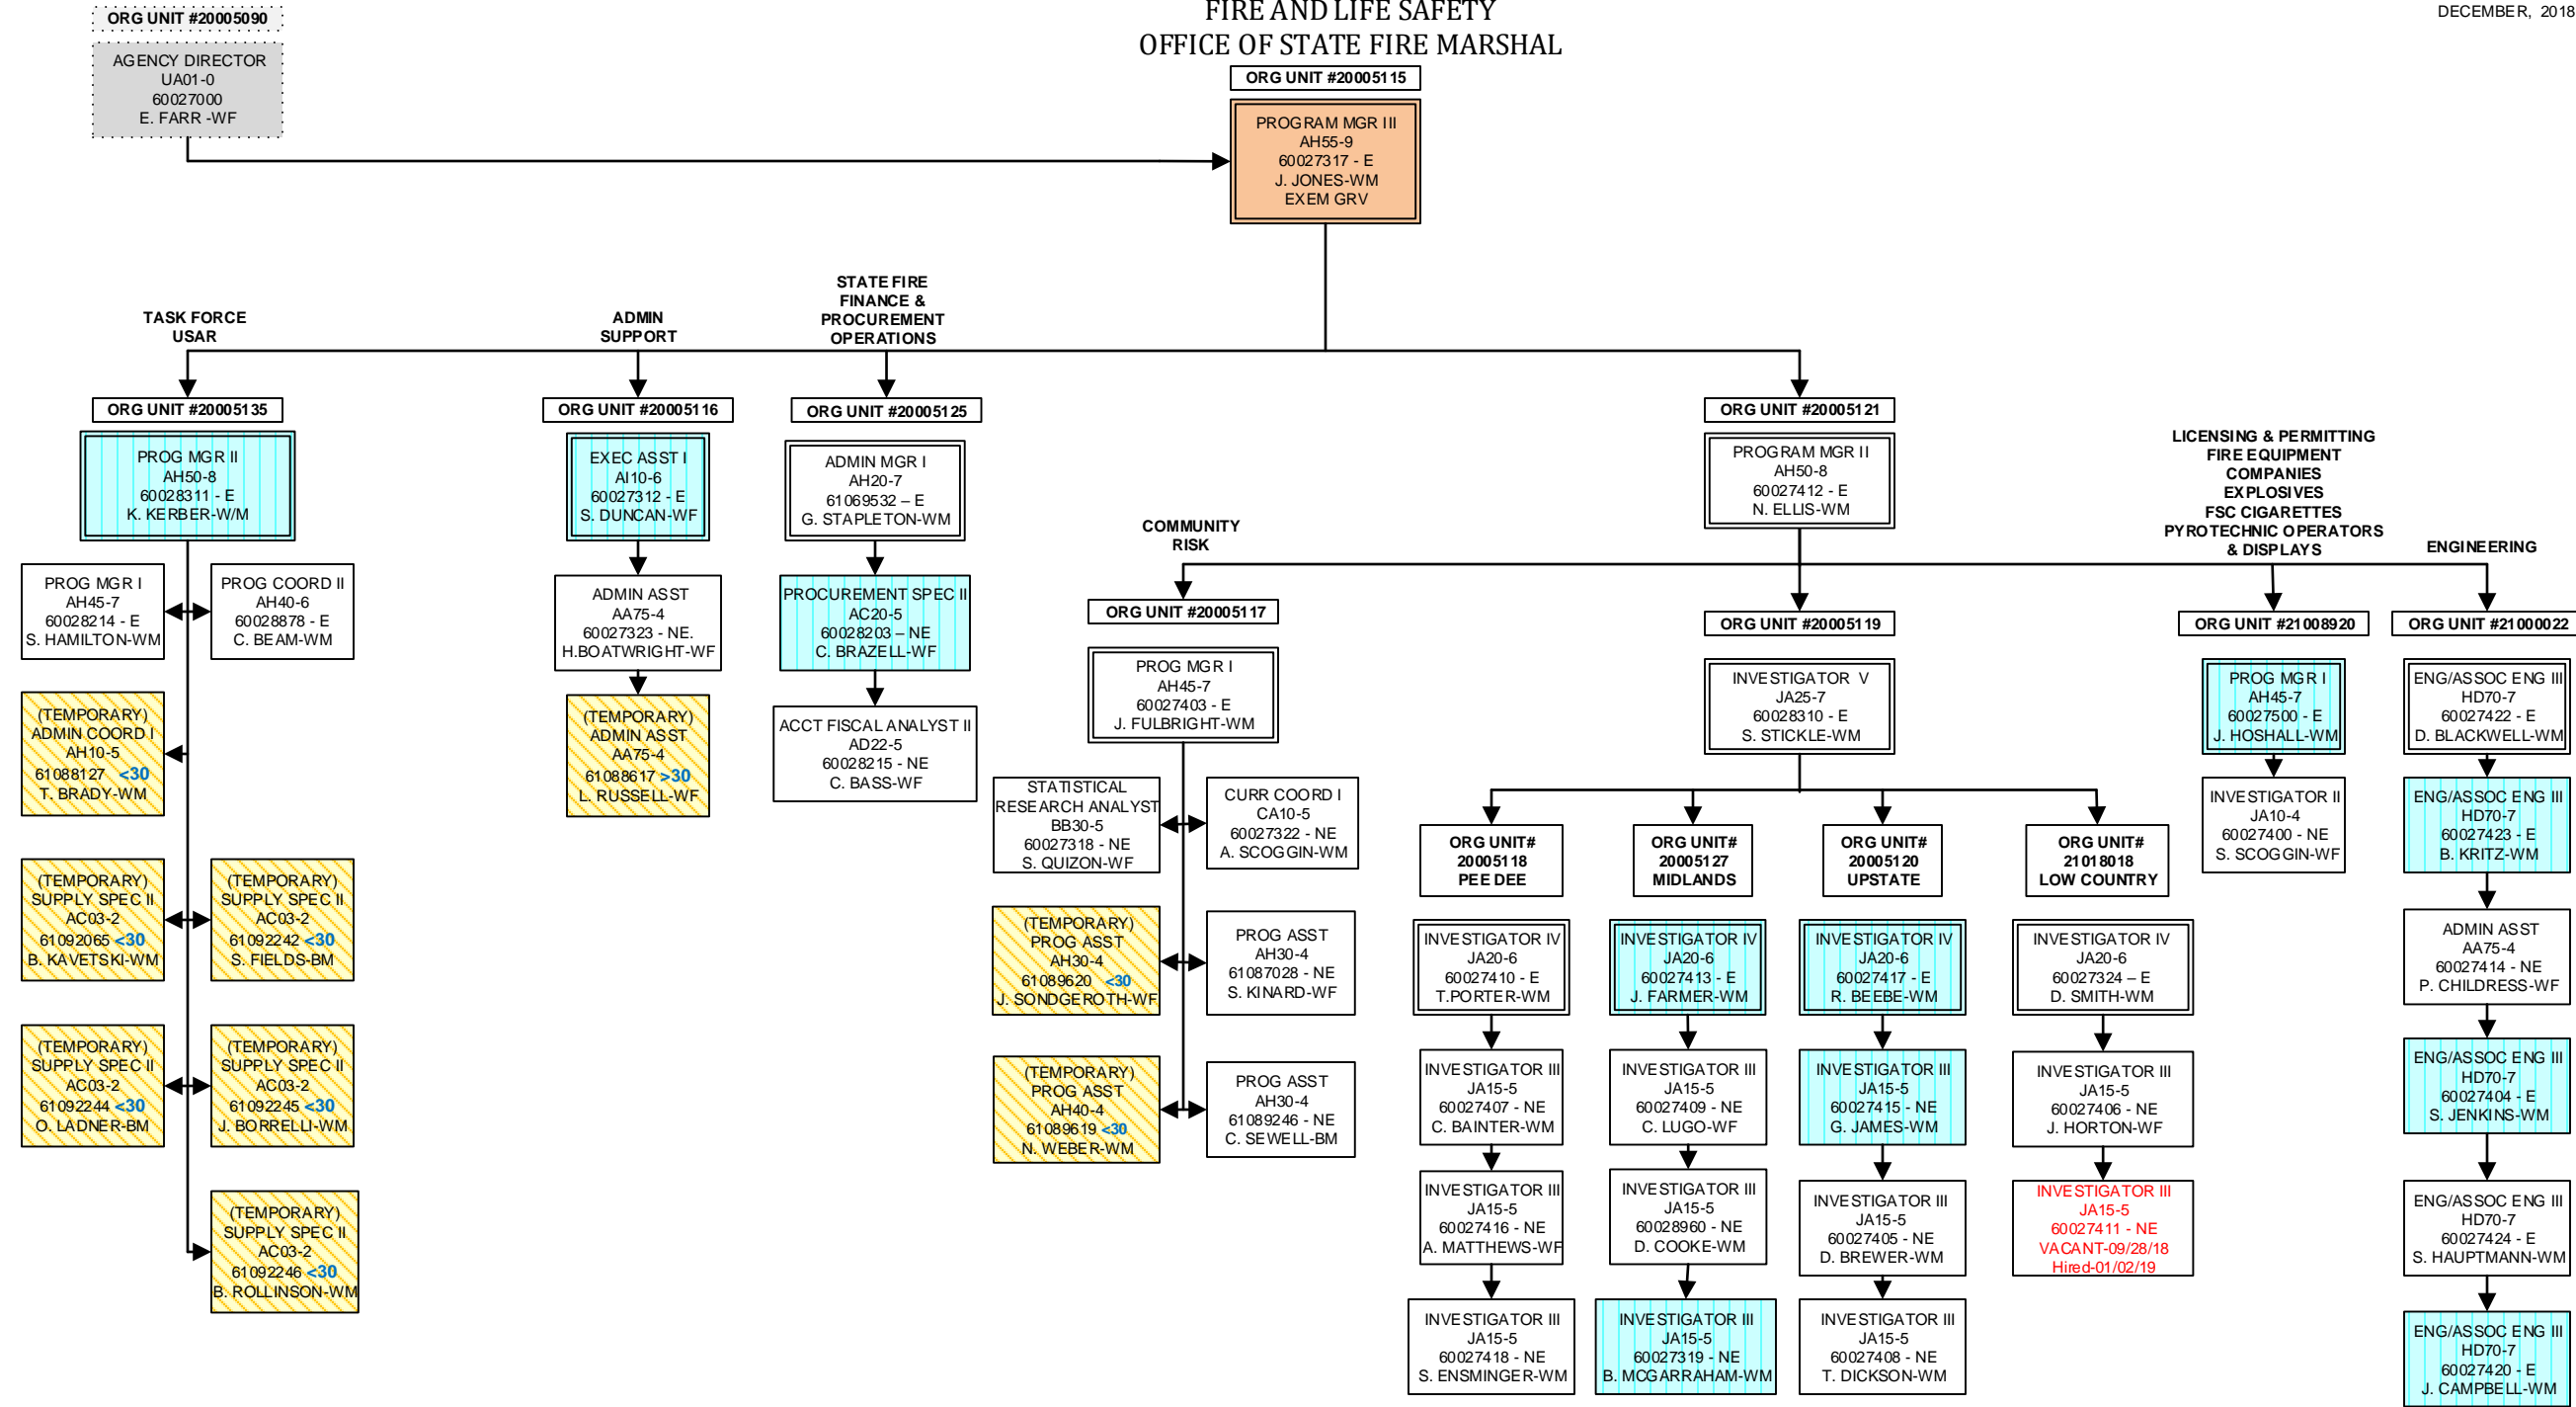 ORG UNIT #20005090
AGENCY DIRECTOR
UA01-0
60027000
E. FARR -WF
FIRE AND LIFE SAFETY
OFFICE OF STATE FIRE MARSHAL
DECEMBER, 2018
ORG UNIT #20005115
PROGRAM MGR III
AH55-9
60027317 - E
J. JONES-WM
EXEM GRV
TASK FORCE
USAR
ORG UNIT #20005135
PROG MGR II
AH50-8
60028311 - E
K. KERBER-W/M
PROG MGR I
AH45-7
60028214 - E
S. HAMILTON-WM
PROG COORD II
AH40-6
60028878 - E
C. BEAM-WM
(TEMPORARY)
ADMIN COORD I
AH10-5
61088127 <30
T. BRADY-WM
(TEMPORARY)
SUPPLY SPEC II
AC03-2
61092065 <30
B. KAVETSKI-WM
(TEMPORARY)
SUPPLY SPEC II
AC03-2
61092242 <30
S. FIELDS-BM
(TEMPORARY)
SUPPLY SPEC II
AC03-2
61092244 <30
O. LADNER-BM
(TEMPORARY)
SUPPLY SPEC II
AC03-2
61092245 <30
J. BORRELLI-WM
(TEMPORARY)
SUPPLY SPEC II
AC03-2
61092246 <30
B. ROLLINSON-WM
ADMIN
SUPPORT
ORG UNIT #20005116
EXEC ASST I
AI10-6
60027312 - E
S. DUNCAN-WF
ADMIN ASST
AA75-4
60027323 - NE.
H.BOATWRIGHT-WF
(TEMPORARY)
ADMIN ASST
AA75-4
61088617 >30
L. RUSSELL-WF
STATE FIRE
FINANCE &
PROCUREMENT
OPERATIONS
ORG UNIT #20005125
ADMIN MGR I
AH20-7
61069532 – E
G. STAPLETON-WM
PROCUREMENT SPEC II
AC20-5
60028203 – NE
C. BRAZELL-WF
ACCT FISCAL ANALYST II
AD22-5
60028215 - NE
C. BASS-WF
ORG UNIT #20005121
PROGRAM MGR II
AH50-8
60027412 - E
N. ELLIS-WM
COMMUNITY
RISK
ORG UNIT #20005117
PROG MGR I
AH45-7
60027403 - E
J. FULBRIGHT-WM
STATISTICAL
RESEARCH ANALYST
BB30-5
60027318 - NE
S. QUIZON-WF
CURR COORD I
CA10-5
60027322 - NE
A. SCOGGIN-WM
(TEMPORARY)
PROG ASST
AH30-4
61089620 <30
J. SONDGEROTH-WF
PROG ASST
AH30-4
61087028 - NE
S. KINARD-WF
(TEMPORARY)
PROG ASST
AH40-4
61089619 <30
N. WEBER-WM
PROG ASST
AH30-4
61089246 - NE
C. SEWELL-BM
ORG UNIT #20005119
INVESTIGATOR V
JA25-7
60028310 - E
S. STICKLE-WM
ORG UNIT#
20005118
PEE DEE
INVESTIGATOR IV
JA20-6
60027410 - E
T.PORTER-WM
INVESTIGATOR III
JA15-5
60027407 - NE
C. BAINTER-WM
INVESTIGATOR III
JA15-5
60027416 - NE
A. MATTHEWS-WF
INVESTIGATOR III
JA15-5
60027418 - NE
S. ENSMINGER-WM
ORG UNIT#
20005127
MIDLANDS
INVESTIGATOR IV
JA20-6
60027413 - E
J. FARMER-WM
INVESTIGATOR III
JA15-5
60027409 - NE
C. LUGO-WF
INVESTIGATOR III
JA15-5
60028960 - NE
D. COOKE-WM
INVESTIGATOR III
JA15-5
60027319 - NE
B. MCGARRAHAM-WM
ORG UNIT#
20005120
UPSTATE
INVESTIGATOR IV
JA20-6
60027417 - E
R. BEEBE-WM
INVESTIGATOR III
JA15-5
60027415 - NE
G. JAMES-WM
INVESTIGATOR III
JA15-5
60027405 - NE
D. BREWER-WM
INVESTIGATOR III
JA15-5
60027408 - NE
T. DICKSON-WM
ORG UNIT#
21018018
LOW COUNTRY
INVESTIGATOR IV
JA20-6
60027324 – E
D. SMITH-WM
INVESTIGATOR III
JA15-5
60027406 - NE
J. HORTON-WF
INVESTIGATOR III
JA15-5
60027411 - NE
VACANT-09/28/18
Hired-01/02/19
LICENSING & PERMITTING
FIRE EQUIPMENT
COMPANIES
EXPLOSIVES
FSC CIGARETTES
PYROTECHNIC OPERATORS
& DISPLAYS
ORG UNIT #21008920
PROG MGR I
AH45-7
60027500 - E
J. HOSHALL-WM
INVESTIGATOR II
JA10-4
60027400 - NE
S. SCOGGIN-WF
ENGINEERING
ORG UNIT #21000022
ENG/ASSOC ENG III
HD70-7
60027422 - E
D. BLACKWELL-WM
ENG/ASSOC ENG III
HD70-7
60027423 - E
B. KRITZ-WM
ADMIN ASST
AA75-4
60027414 - NE
P. CHILDRESS-WF
ENG/ASSOC ENG III
HD70-7
60027404 - E
S. JENKINS-WM
ENG/ASSOC ENG III
HD70-7
60027424 - E
S. HAUPTMANN-WM
ENG/ASSOC ENG III
HD70-7
60027420 - E
J. CAMPBELL-WM